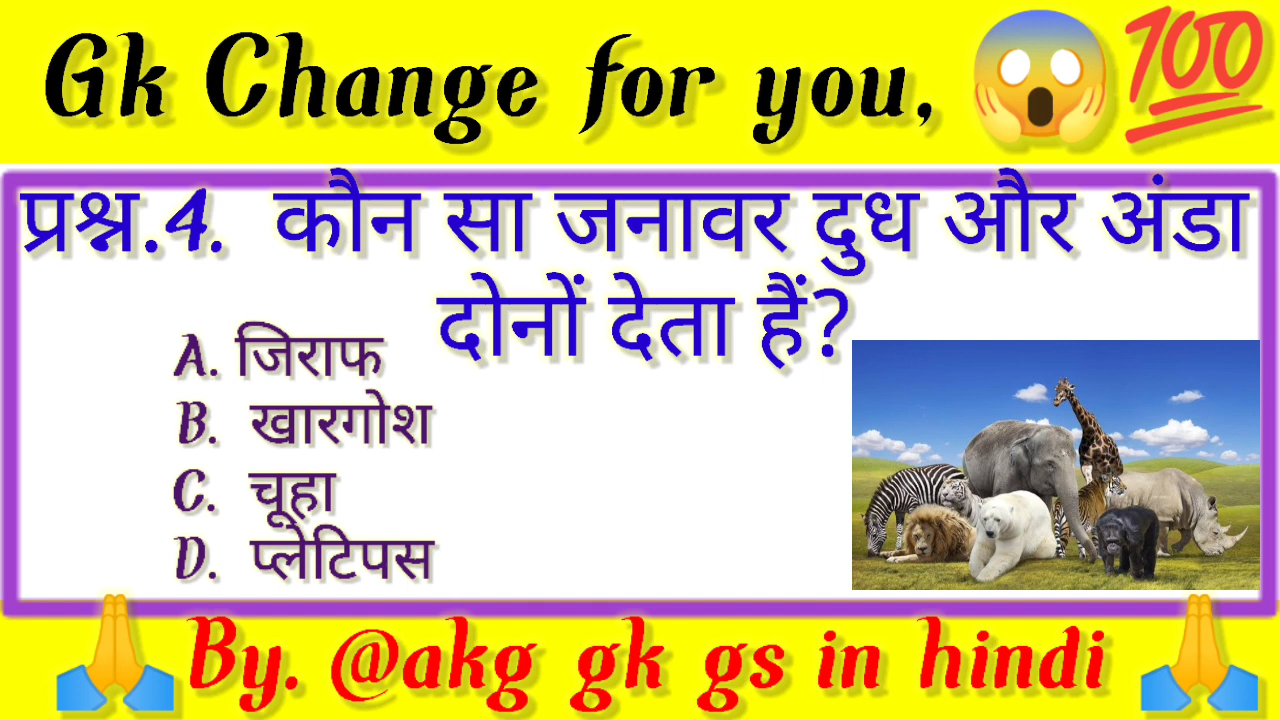 Gk Change for you, 😱💯
प्रश्न.4. कौन सा जनावर दुध और अंडा
दोनों देता हैं?
A. जिराफ
B. खारगोश
C. चूहा
D. प्लेटिपस
🙏By. @akg gk gs in hindi🙏